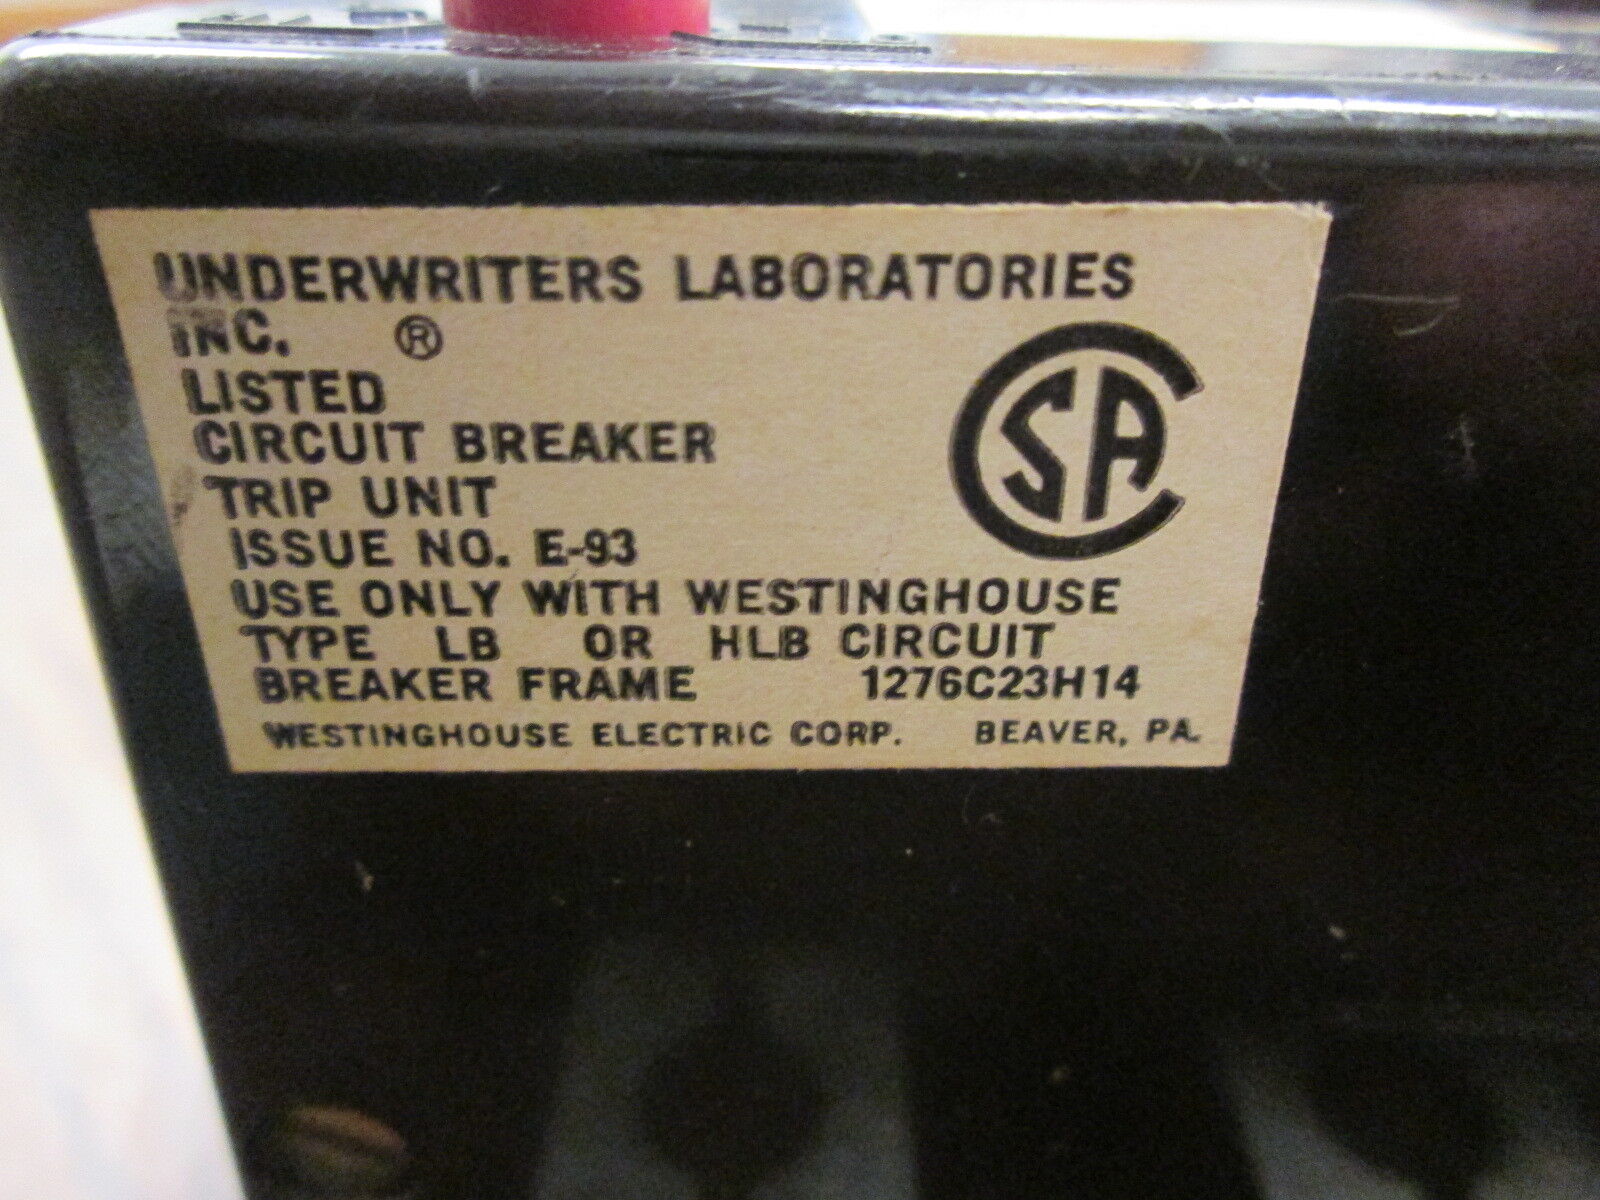 UNDERWRITERS LABORATORIES
INC. ®
LISTED
CIRCUIT BREAKER
TRIP UNIT
ISSUE NO. E-93
USE ONLY WITH WESTINGHOUSE
TYPE LB OR HLB CIRCUIT
BREAKER FRAME 1276C23H14
WESTINGHOUSE ELECTRIC CORP. BEAVER, PA.
CSA